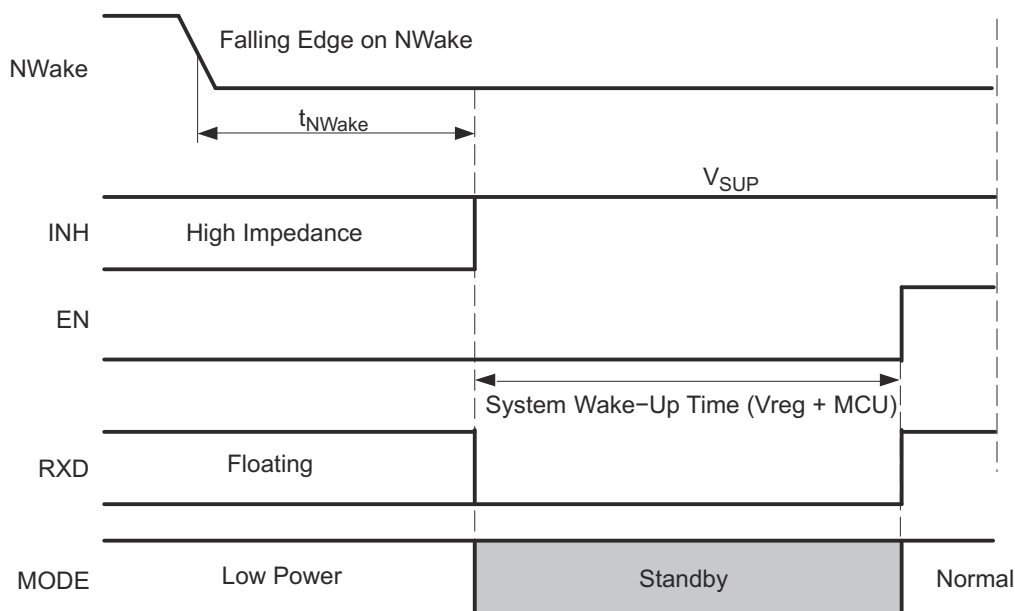 Falling Edge on NWake
NWake
tNWake
VSUP
INH
High Impedance
EN
System Wake−Up Time (Vreg + MCU)
RXD
Floating
MODE
Low Power
Standby
Normal